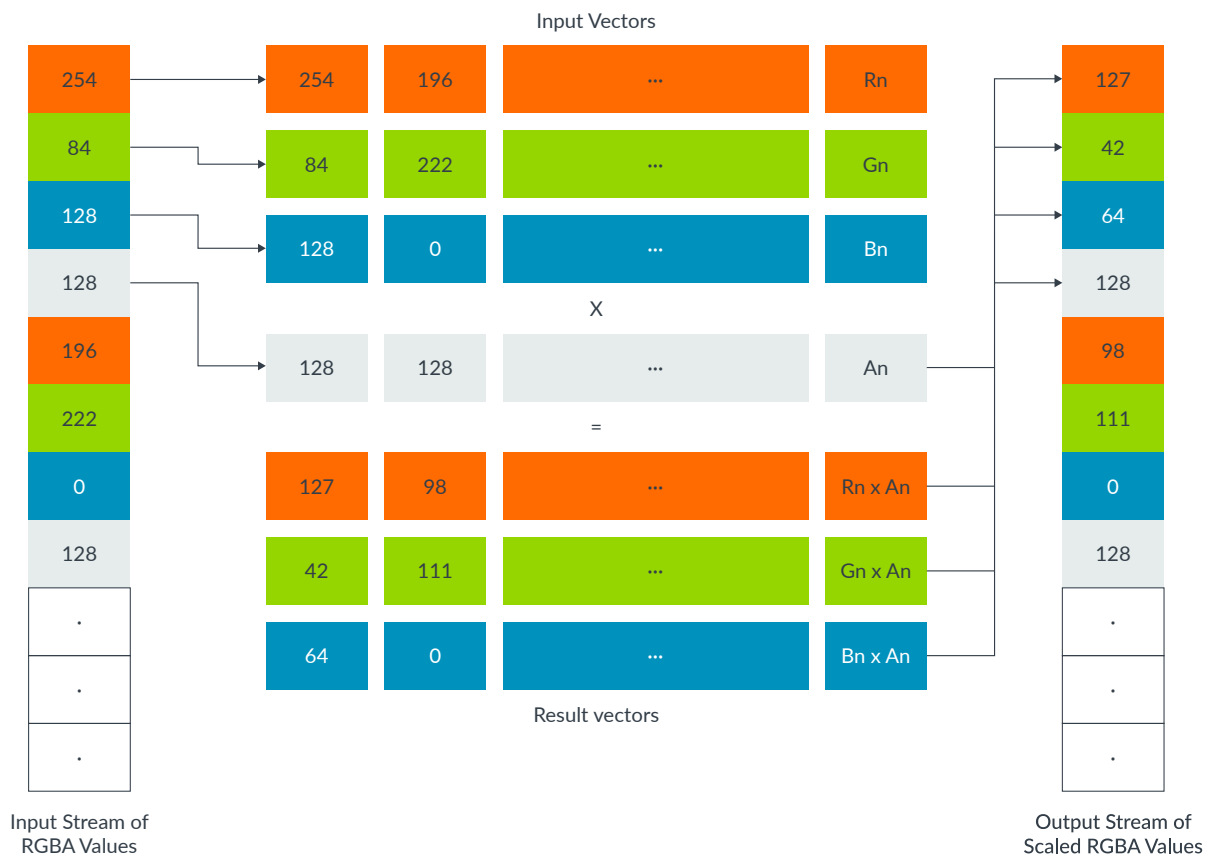 Input Vectors
254
84
128
128
196
222
0
128
.
.
.
Input Stream of
RGBA Values
254 196 ... Rn
84 222 ... Gn
128 0 ... Bn
X
128 128 ... An
=
127 98 ... Rn x An
42 111 ... Gn x An
64 0 ... Bn x An
Result vectors
127
42
64
128
98
111
0
128
.
.
.
Output Stream of
Scaled RGBA Values